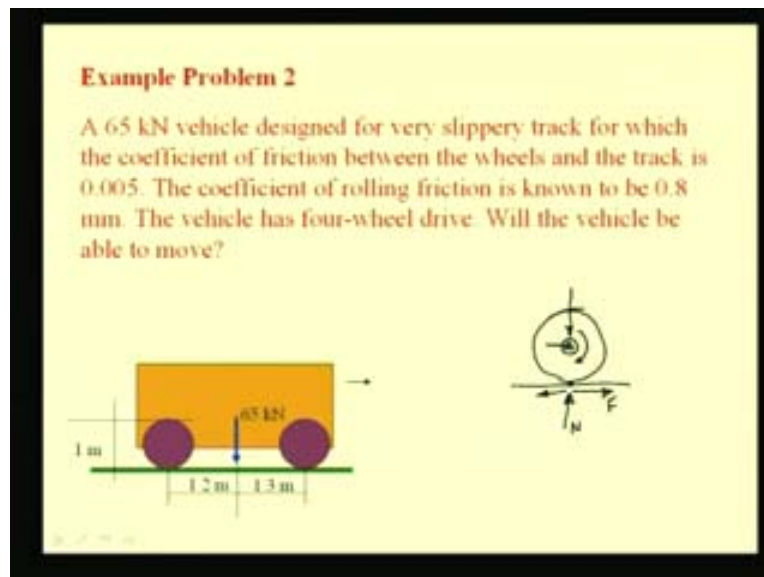 Example Problem 2
A 65 kN vehicle designed for very slippery track for which
the coefficient of friction between the wheels and the track is
0.005. The coefficient of rolling friction is known to be 0.8
mm. The vehicle has four-wheel drive. Will the vehicle be
able to move?
65 kN
F
N
1 m
1.2 m 1.3 m